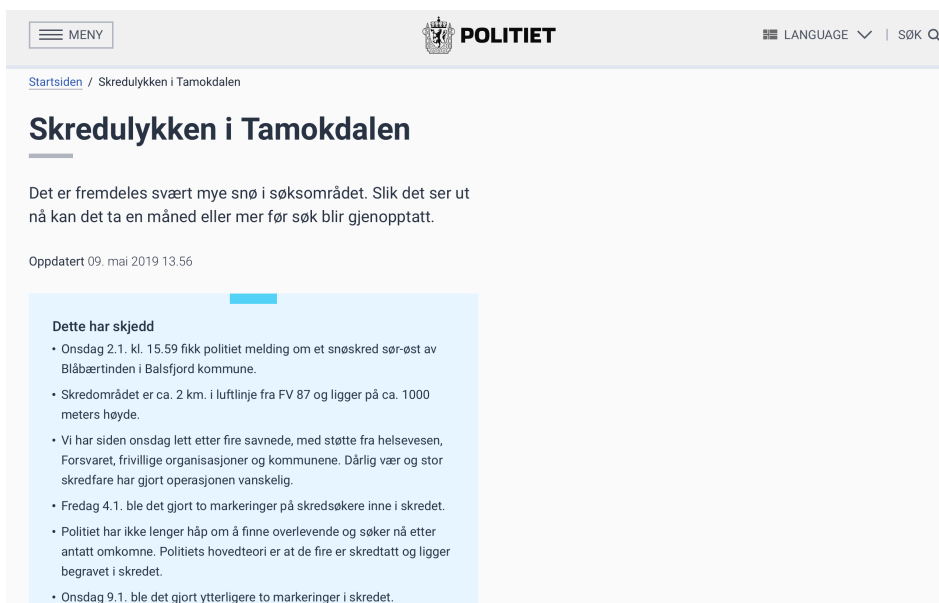 MENY
POLITIET
LANGUAGE | SØK
Startsiden / Skredulykken i Tamokdalen
Skredulykken i Tamokdalen
Det er fremdeles svært mye snø i søksområdet. Slik det ser ut
nå kan det ta en måned eller mer før søk blir gjenopptatt.
Oppdatert 09. mai 2019 13.56
Dette har skjedd
• Onsdag 2.1. kl. 15.59 fikk politiet melding om et snøskred sør-øst av
Blåbærtinden i Balsfjord kommune.
• Skredområdet er ca. 2 km. i luftlinje fra FV 87 og ligger på ca. 1000
meters høyde.
• Vi har siden onsdag lett etter fire savnede, med støtte fra helsevesen,
Forsvaret, frivillige organisasjoner og kommunene. Dårlig vær og stor
skredfare har gjort operasjonen vanskelig.
• Fredag 4.1. ble det gjort to markeringer på skredsøkere inne i skredet.
• Politiet har ikke lenger håp om å finne overlevende og søker nå etter
antatt omkomne. Politiets hovedteori er at de fire er skredtatt og ligger
begravet i skredet.
• Onsdag 9.1. ble det gjort ytterligere to markeringer i skredet.